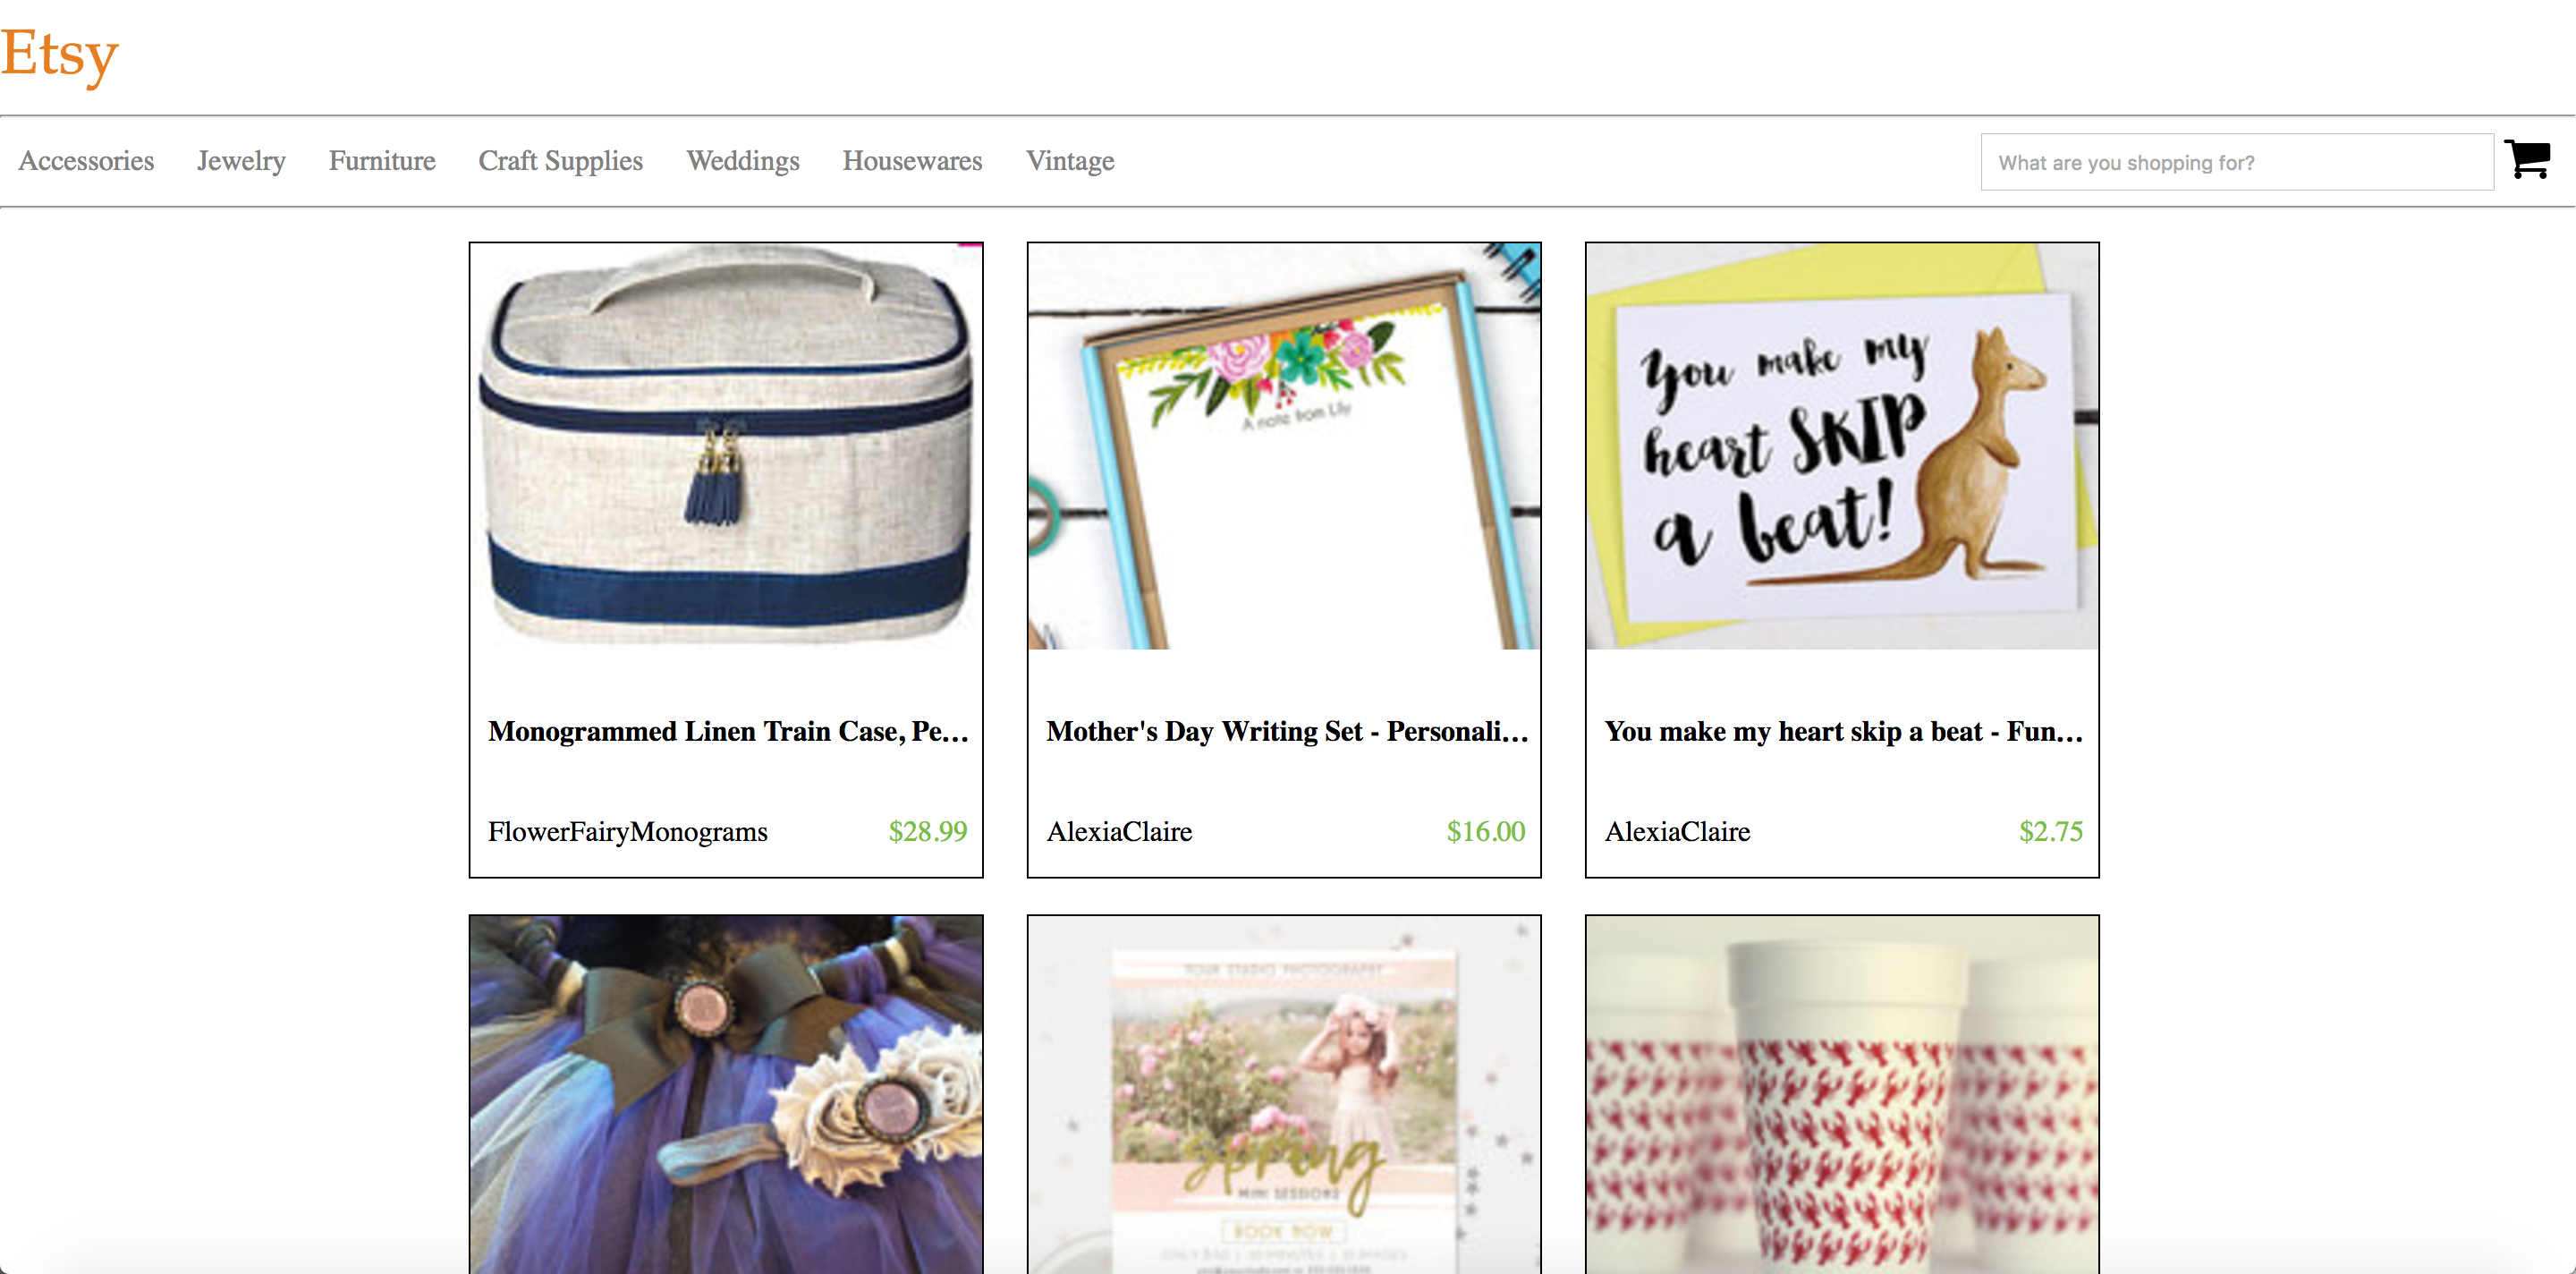 Etsy
Accessories Jewelry Furniture Craft Supplies Weddings Housewares Vintage What are you shopping for?
A note from Lily
You make my
heart SKIP
a beat!
Monogrammed Linen Train Case, Pe...
FlowerFairyMonograms $28.99
Mother's Day Writing Set - Personali...
AlexiaClaire $16.00
You make my heart skip a beat - Fun...
AlexiaClaire $2.75
YOUR STUDIO PHOTOGRAPHY
spring
MINI SESSIONS
BOOK NOW